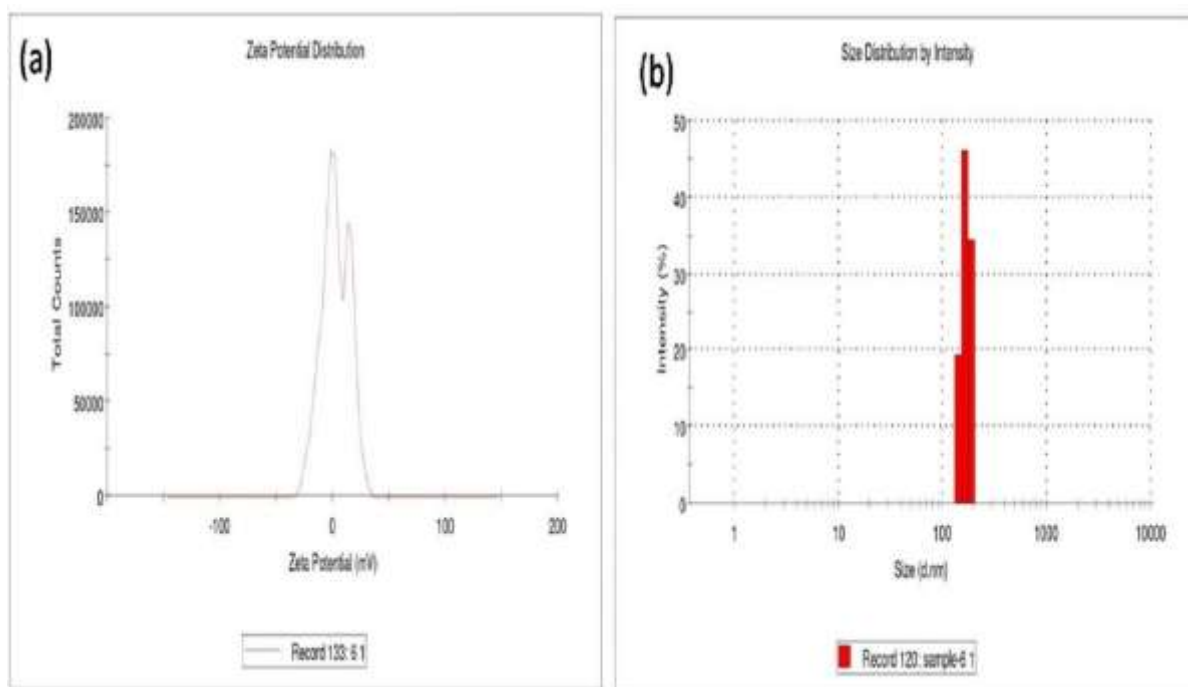 (a)
Zeta Potential Distribution
Total Counts
200000
150000
100000
50000
0
-100
0
100
200
Zeta Potential (mV)
Record 133: 6 1
(b)
Size Distribution by Intensity
Intensity (%)
50
40
30
20
10
0
1
10
100
1000
10000
Size (d.nm)
Record 120: sample-6 1